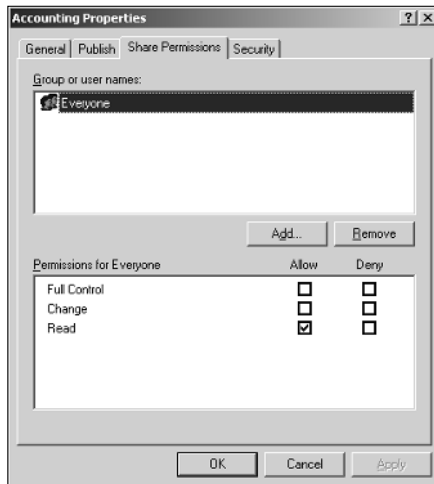 Accounting Properties
General Publish Share Permissions Security
Group or user names:
Everyone
Add... Remove
Permissions for Everyone Allow Deny
Full Control
Change
Read
OK Cancel Apply